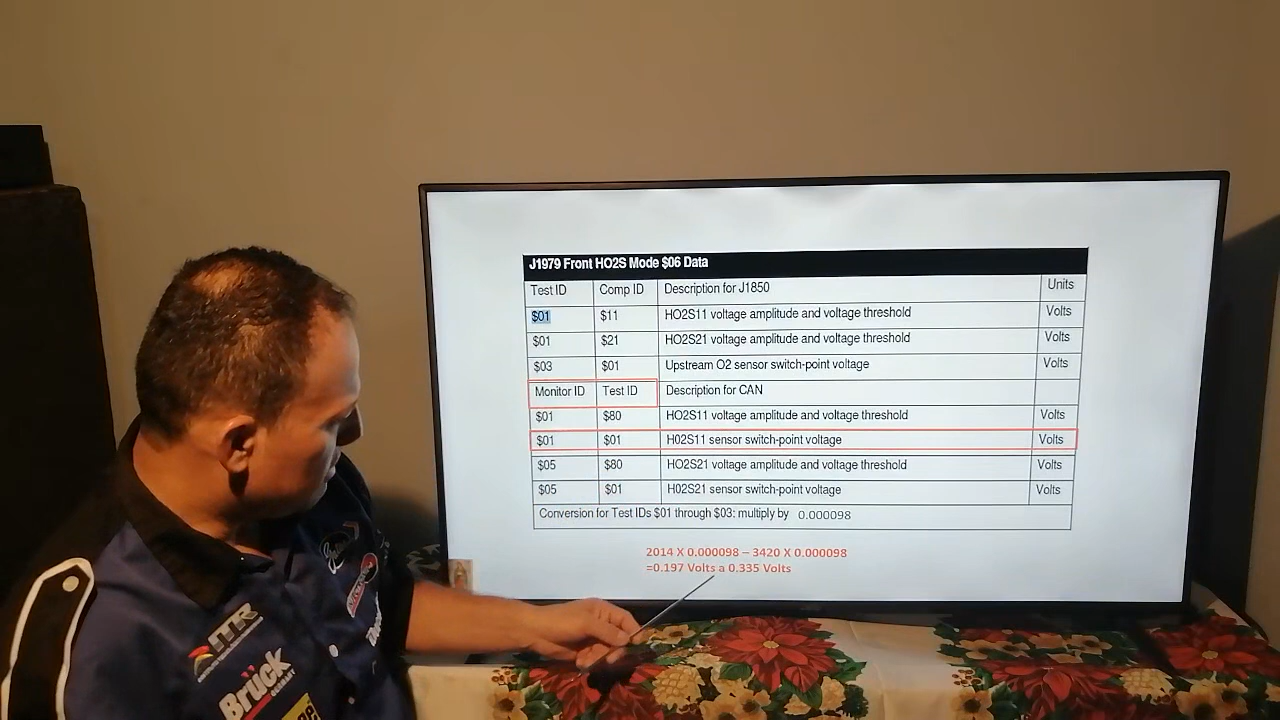 J1979 Front HO2S Mode $06 Data
Test ID Comp ID Description for J1850 Units
$01 $11 HO2S11 voltage amplitude and voltage threshold Volts
$01 $21 HO2S21 voltage amplitude and voltage threshold Volts
$03 $01 Upstream O2 sensor switch-point voltage Volts
Monitor ID Test ID Description for CAN
$01 $80 HO2S11 voltage amplitude and voltage threshold Volts
$01 $01 H02S11 sensor switch-point voltage Volts
$05 $80 HO2S21 voltage amplitude and voltage threshold Volts
$05 $01 H02S21 sensor switch-point voltage Volts
Conversion for Test IDs $01 through $03: multiply by 0.000098
2014 X 0.000098 – 3420 X 0.000098
=0.197 Volts a 0.335 Volts
Brück
GERMANY